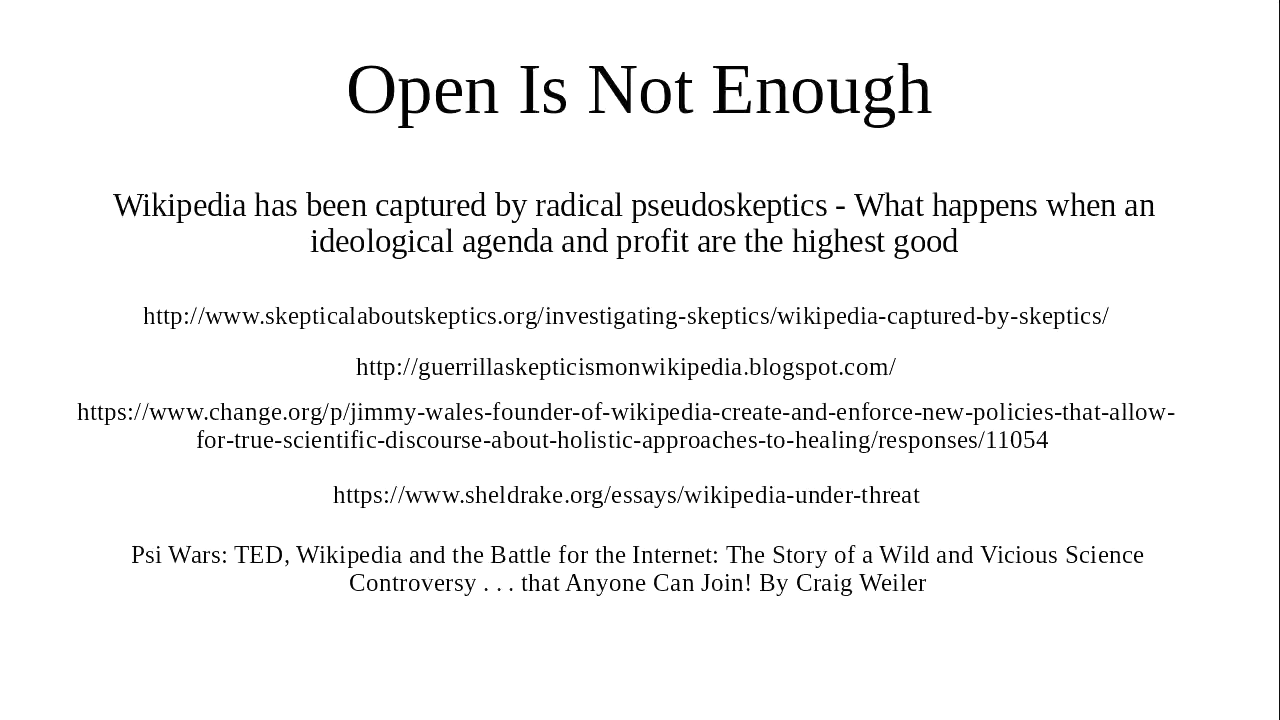 Open Is Not Enough
Wikipedia has been captured by radical pseudoskeptics - What happens when an
ideological agenda and profit are the highest good
http://www.skepticalaboutskeptics.org/investigating-skeptics/wikipedia-captured-by-skeptics/
http://guerrillaskepticismonwikipedia.blogspot.com/
https://www.change.org/p/jimmy-wales-founder-of-wikipedia-create-and-enforce-new-policies-that-allow-
for-true-scientific-discourse-about-holistic-approaches-to-healing/responses/11054
https://www.sheldrake.org/essays/wikipedia-under-threat
Psi Wars: TED, Wikipedia and the Battle for the Internet: The Story of a Wild and Vicious Science
Controversy . . . that Anyone Can Join! By Craig Weiler